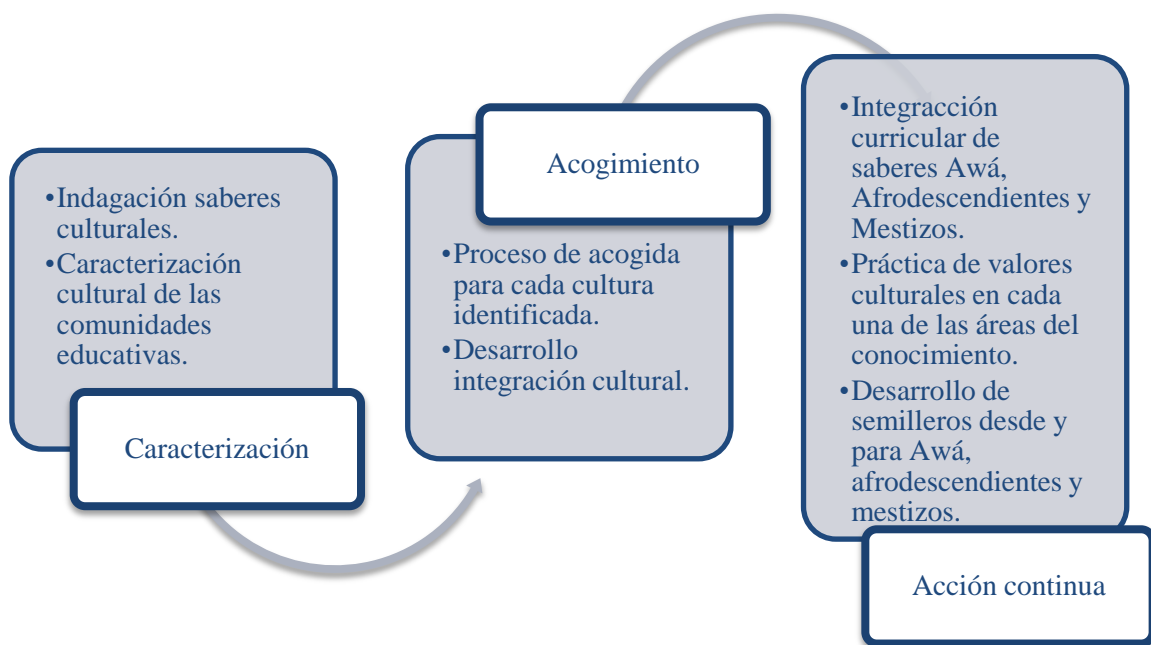 •Indagación saberes
culturales.
•Caracterización
cultural de las
comunidades
educativas.
Caracterización
Acogimiento
•Proceso de acogida
para cada cultura
identificada.
•Desarrollo
integración cultural.
•Integracción
curricular de
saberes Awá,
Afrodescendientes y
Mestizos.
•Práctica de valores
culturales en cada
una de las áreas del
conocimiento.
•Desarrollo de
semilleros desde y
para Awá,
afrodescendientes y
mestizos.
Acción continua